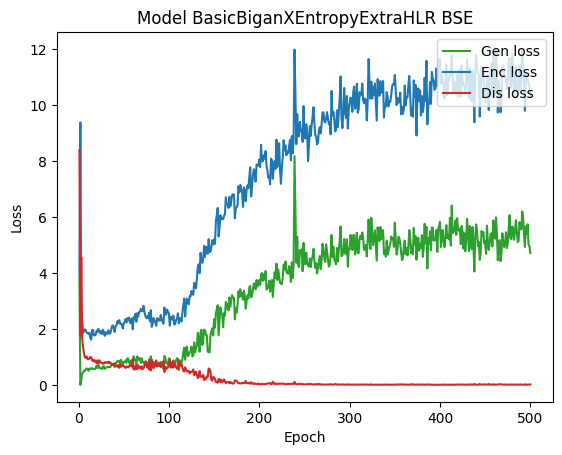 Model BasicBiganXEntropyExtraHLR BSE
Gen loss
Enc loss
Dis loss
Loss
12
10
8
6
4
2
0
0 100 200 300 400 500
Epoch